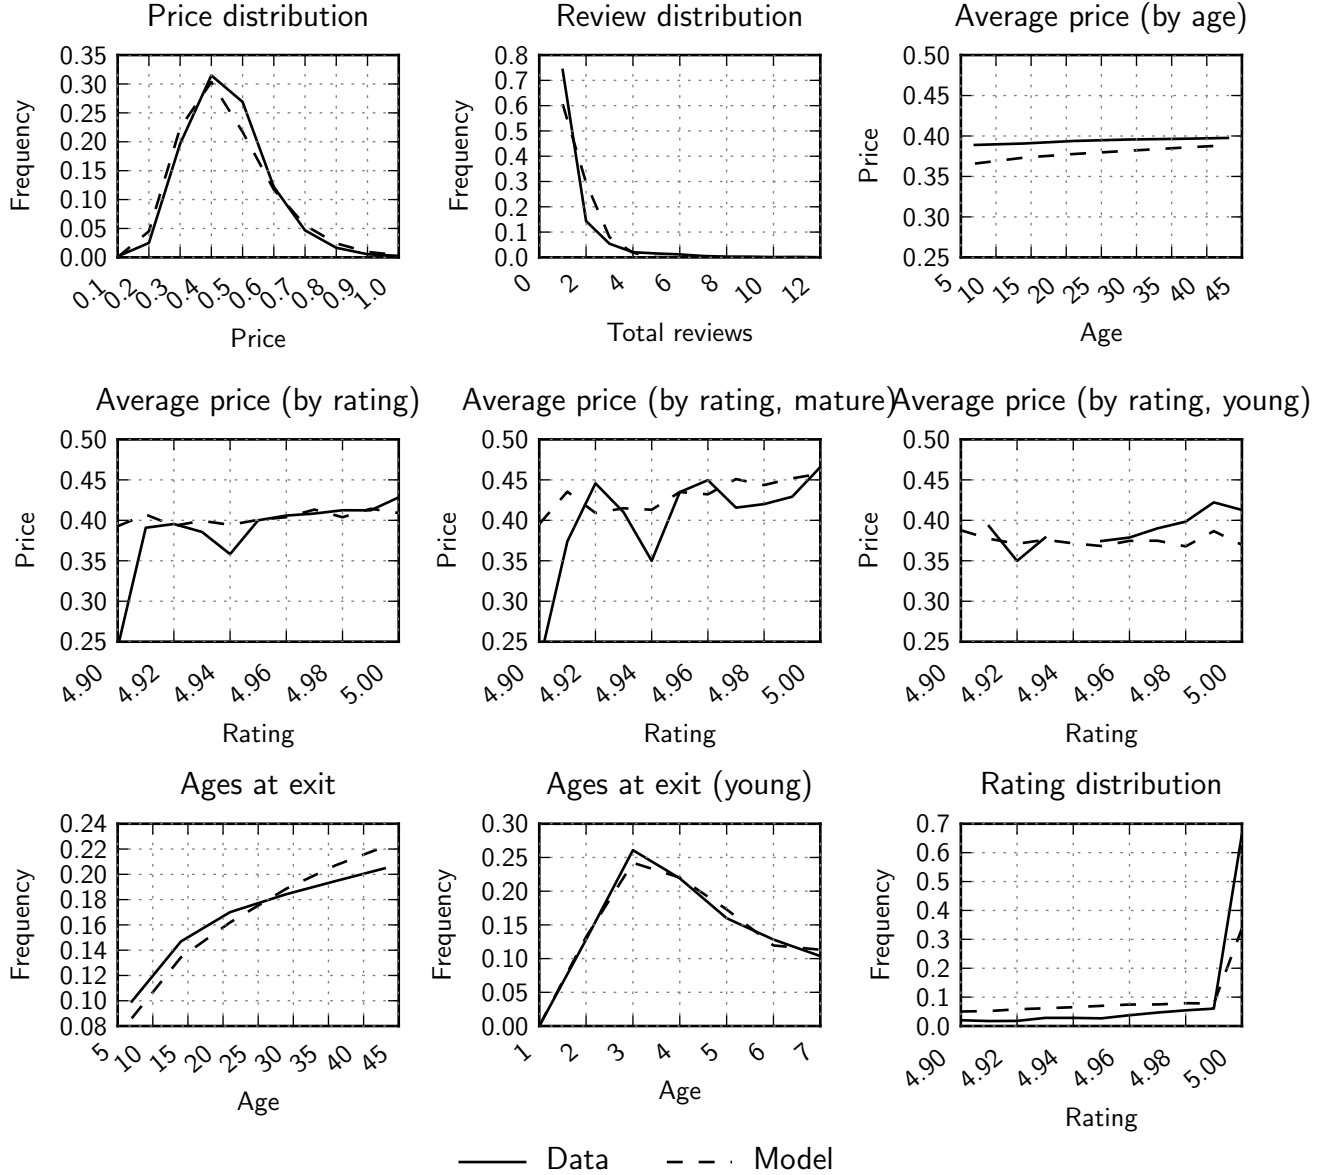 Price distribution
Frequency
0.35
0.30
0.25
0.20
0.15
0.10
0.05
0.00
0.1 0.2 0.3 0.4 0.5 0.6 0.7 0.8 0.9 1.0
Price
Review distribution
Frequency
0.8
0.7
0.6
0.5
0.4
0.3
0.2
0.1
0.0
0 2 4 6 8 10 12
Total reviews
Average price (by age)
Price
0.50
0.45
0.40
0.35
0.30
0.25
5 10 15 20 25 30 35 40 45
Age
Average price (by rating)
Price
0.50
0.45
0.40
0.35
0.30
0.25
4.90 4.92 4.94 4.96 4.98 5.00
Rating
Average price (by rating, mature)
Price
0.50
0.45
0.40
0.35
0.30
0.25
4.90 4.92 4.94 4.96 4.98 5.00
Rating
Average price (by rating, young)
Price
0.50
0.45
0.40
0.35
0.30
0.25
4.90 4.92 4.94 4.96 4.98 5.00
Rating
Ages at exit
Frequency
0.24
0.22
0.20
0.18
0.16
0.14
0.12
0.10
0.08
5 10 15 20 25 30 35 40 45
Age
Ages at exit (young)
Frequency
0.30
0.25
0.20
0.15
0.10
0.05
0.00
1 2 3 4 5 6 7
Age
Rating distribution
Frequency
0.7
0.6
0.5
0.4
0.3
0.2
0.1
0.0
4.90 4.92 4.94 4.96 4.98 5.00
Rating
Data Model